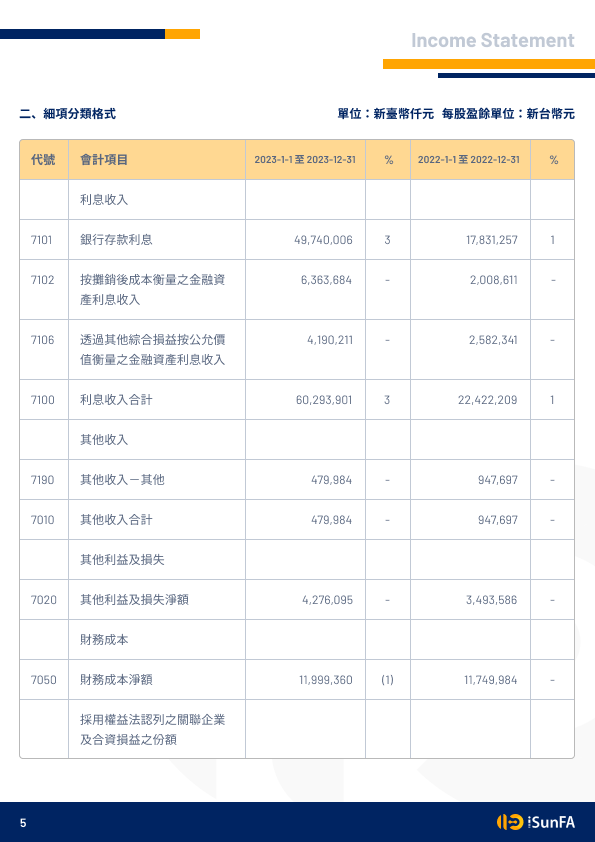 Income Statement
二、細項分類格式 單位：新臺幣仟元 每股盈餘單位：新台幣元
代號 會計項目 2023-1-1 至 2023-12-31 % 2022-1-1 至 2022-12-31 %
利息收入
7101 銀行存款利息 49,740,006 3 17,831,257 1
7102 按攤銷後成本衡量之金融資 6,363,684 - 2,008,611 -
產利息收入
7106 透過其他綜合損益按公允價 4,190,211 - 2,582,341 -
值衡量之金融資產利息收入
7100 利息收入合計 60,293,901 3 22,422,209 1
其他收入
7190 其他收入－其他 479,984 - 947,697 -
7010 其他收入合計 479,984 - 947,697 -
其他利益及損失
7020 其他利益及損失淨額 4,276,095 - 3,493,586 -
財務成本
7050 財務成本淨額 11,999,360 (1) 11,749,984 -
採用權益法認列之關聯企業
及合資損益之份額
5 iSunFA